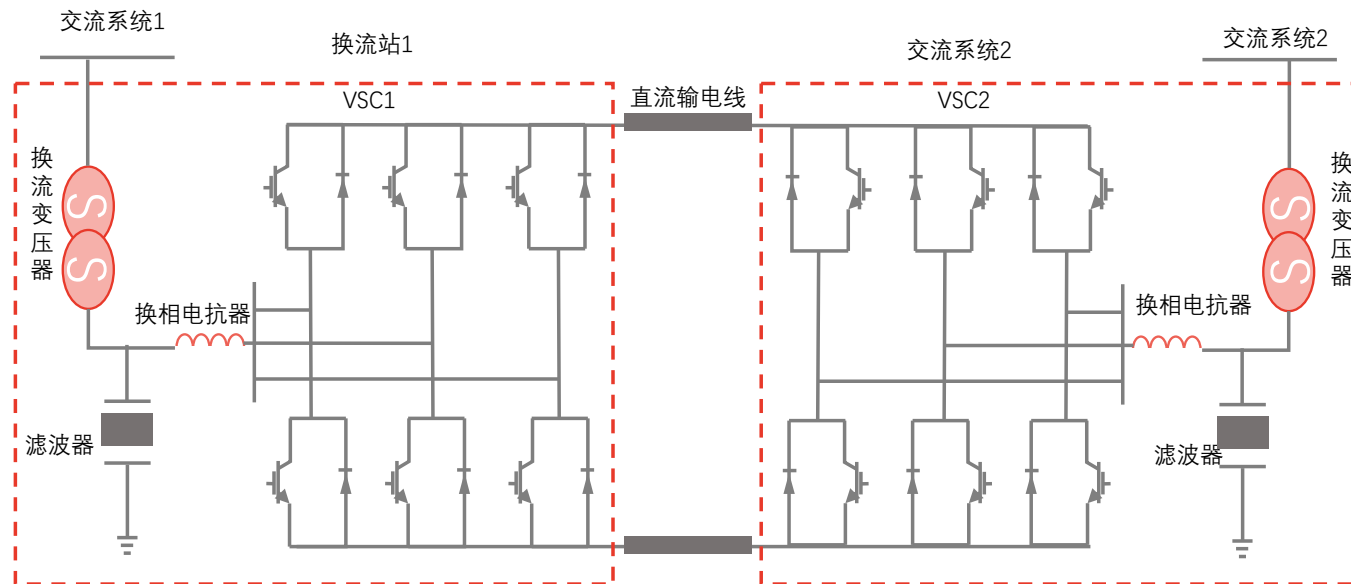 交流系统1
换流站1
交流系统2
交流系统2
VSC1
直流输电线
VSC2
换流变压器
换流变压器
S
S
S
S
换相电抗器
换相电抗器
滤波器
滤波器